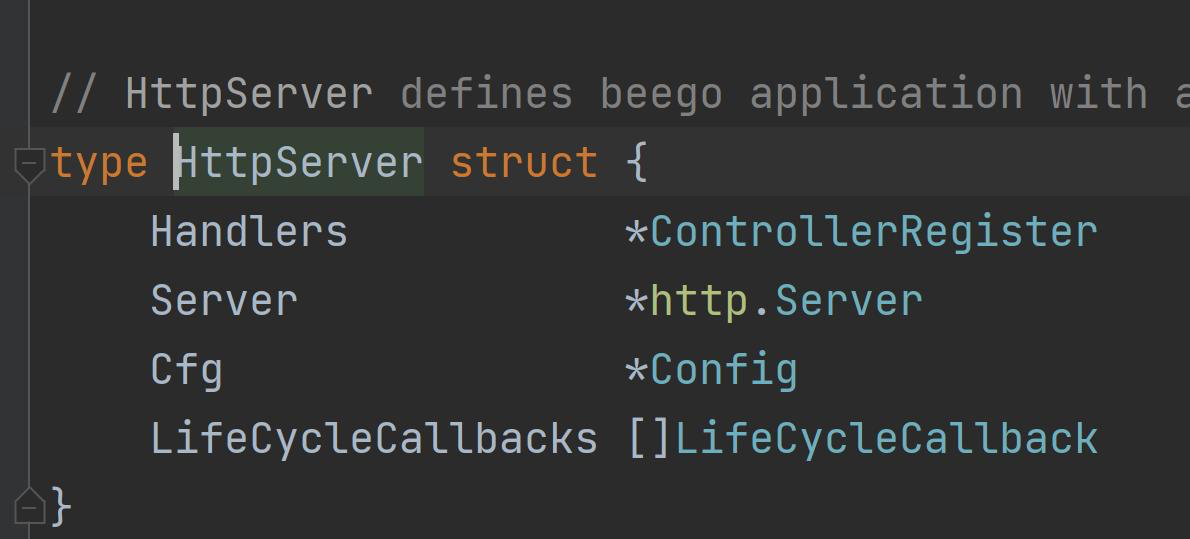 // HttpServer defines beego application with
type HttpServer struct {
    Handlers           *ControllerRegister
    Server             *http.Server
    Cfg                *Config
    LifeCycleCallbacks []LifeCycleCallback
}